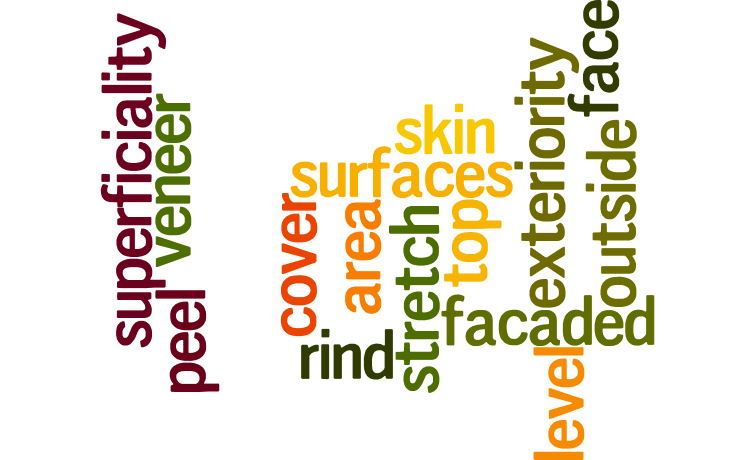 superficiality
veneer
peel
skin
surfaces
cover
area
stretch
top
rind
facaded
exteriority
outside
face
level